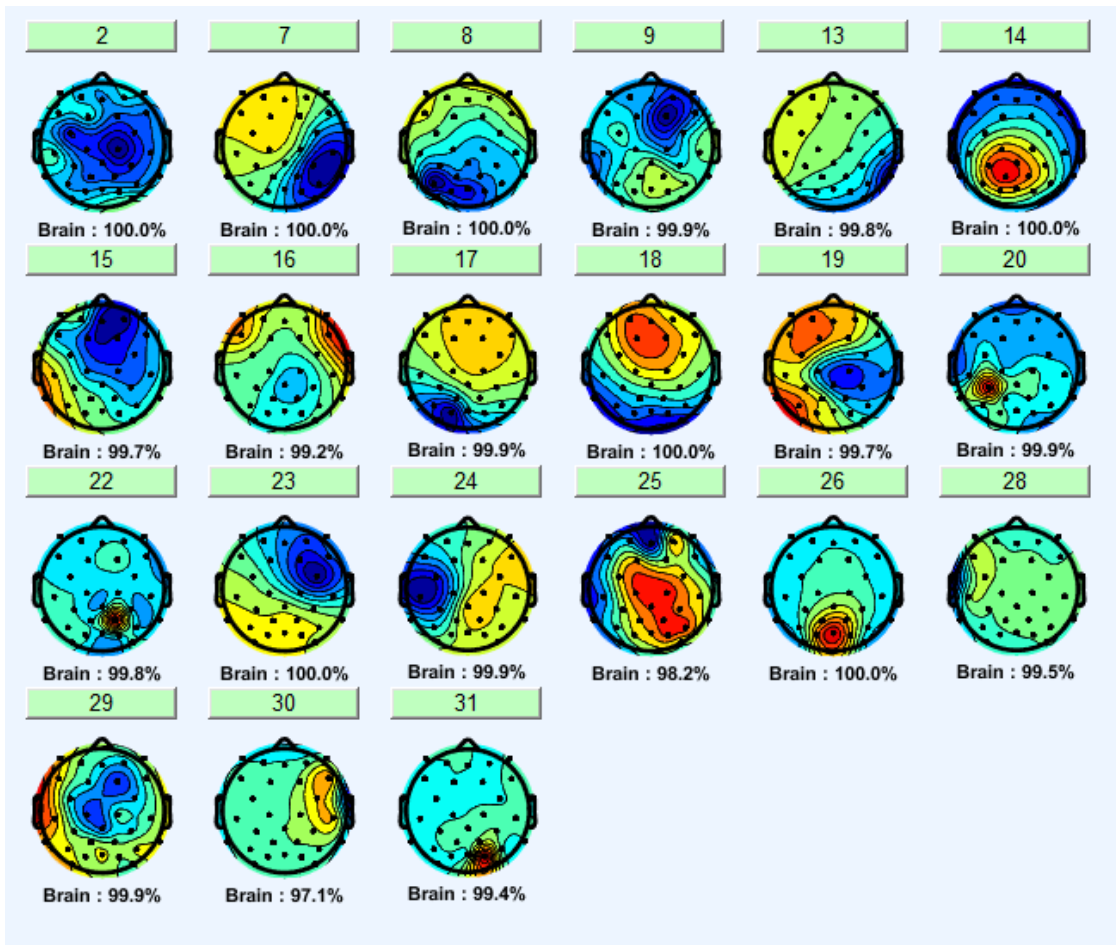 2 7 8 9 13 14
Brain : 100.0% Brain : 100.0% Brain : 100.0% Brain : 99.9% Brain : 99.8% Brain : 100.0%
15 16 17 18 19 20
Brain : 99.7% Brain : 99.2% Brain : 99.9% Brain : 100.0% Brain : 99.7% Brain : 99.9%
22 23 24 25 26 28
Brain : 99.8% Brain : 100.0% Brain : 99.9% Brain : 98.2% Brain : 100.0% Brain : 99.5%
29 30 31
Brain : 99.9% Brain : 97.1% Brain : 99.4%